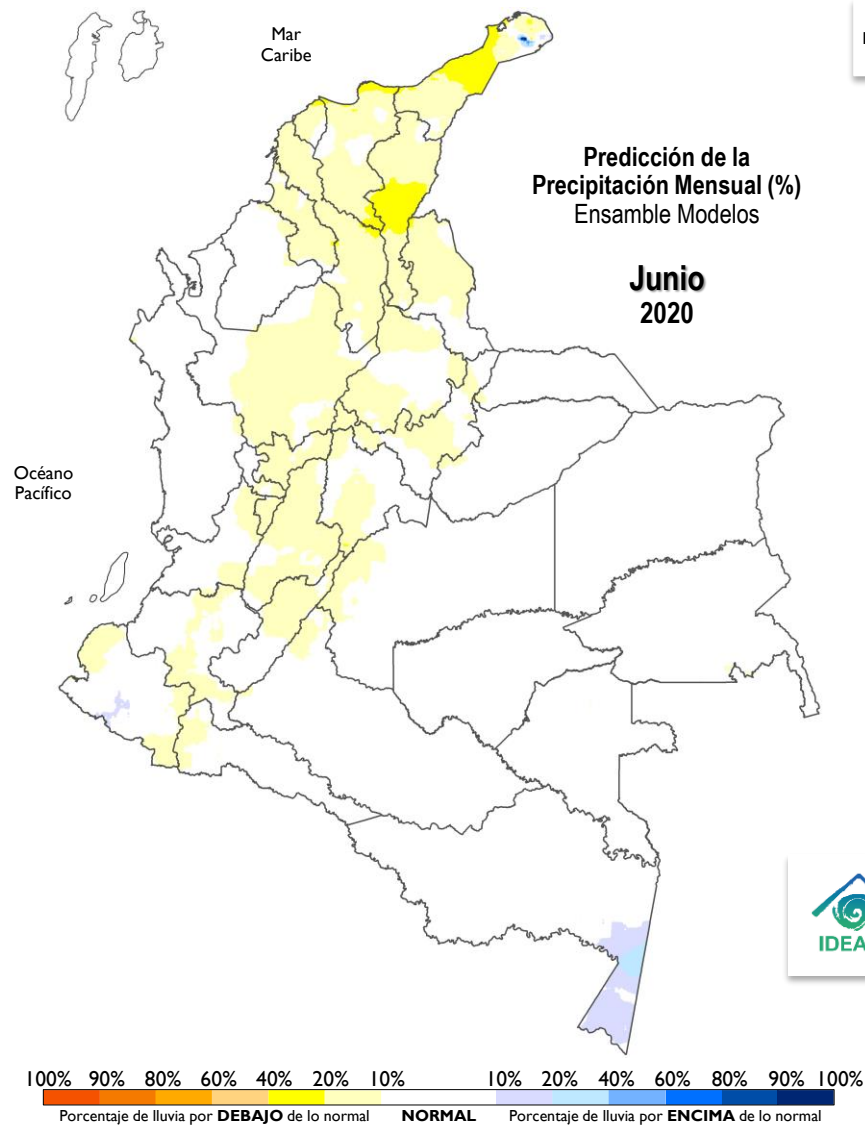 Mar
Caribe
Predicción de la
Precipitación Mensual (%)
Ensamble Modelos
Junio
2020
Océano
Pacífico
100% 90% 80% 60% 40% 20% 10% 10% 20% 40% 60% 80% 90% 100%
Porcentaje de lluvia por DEBAJO de lo normal NORMAL Porcentaje de lluvia por ENCIMA de lo normal